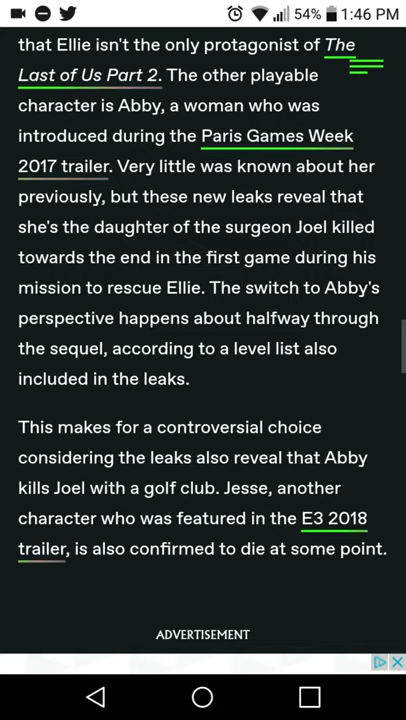 54% 1:46 PM
that Ellie isn't the only protagonist of The
Last of Us Part 2. The other playable
character is Abby, a woman who was
introduced during the Paris Games Week
2017 trailer. Very little was known about her
previously, but these new leaks reveal that
she's the daughter of the surgeon Joel killed
towards the end in the first game during his
mission to rescue Ellie. The switch to Abby's
perspective happens about halfway through
the sequel, according to a level list also
included in the leaks.
This makes for a controversial choice
considering the leaks also reveal that Abby
kills Joel with a golf club. Jesse, another
character who was featured in the E3 2018
trailer, is also confirmed to die at some point.
ADVERTISEMENT